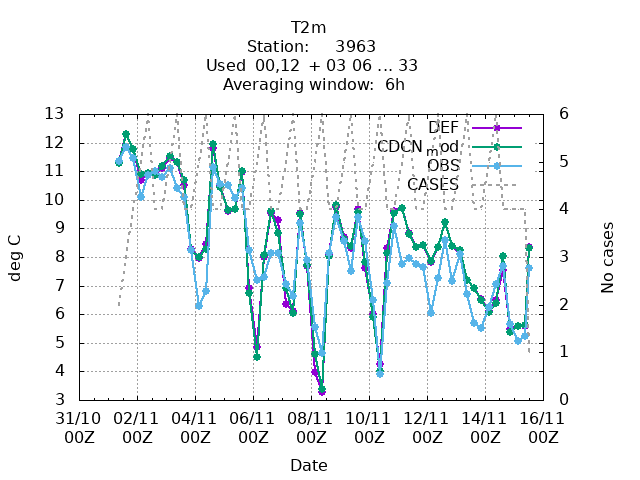 T2m
Station: 3963
Used 00,12 + 03 06 ... 33
Averaging window: 6h
13
12
11
10
9
8
7
6
5
4
3
deg C
6
5
4
3
2
1
0
No cases
DEF
CDCN_mod
OBS
CASES
31/10 02/11 04/11 06/11 08/11 10/11 12/11 14/11 16/11
00Z 00Z 00Z 00Z 00Z 00Z 00Z 00Z 00Z
Date